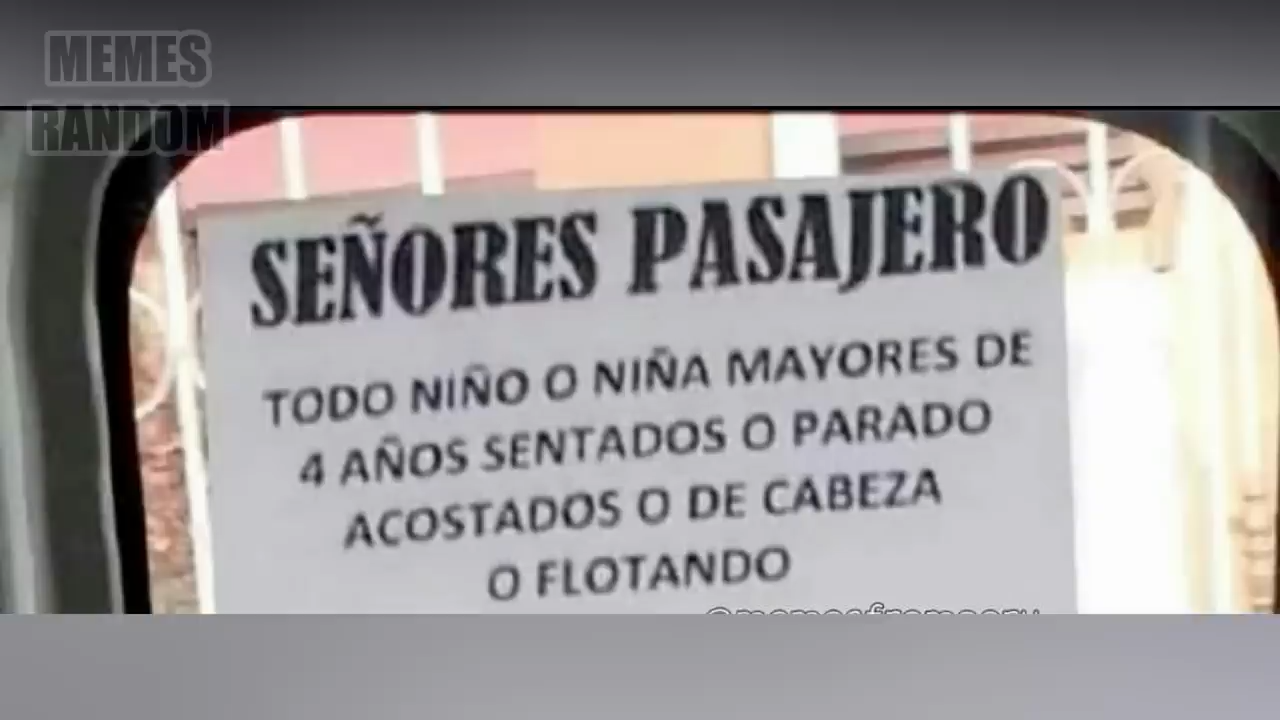 MEMES
RANDOM
SEÑORES PASAJERO
TODO NIÑO O NIÑA MAYORES DE
4 AÑOS SENTADOS O PARADO
ACOSTADOS O DE CABEZA
O FLOTANDO